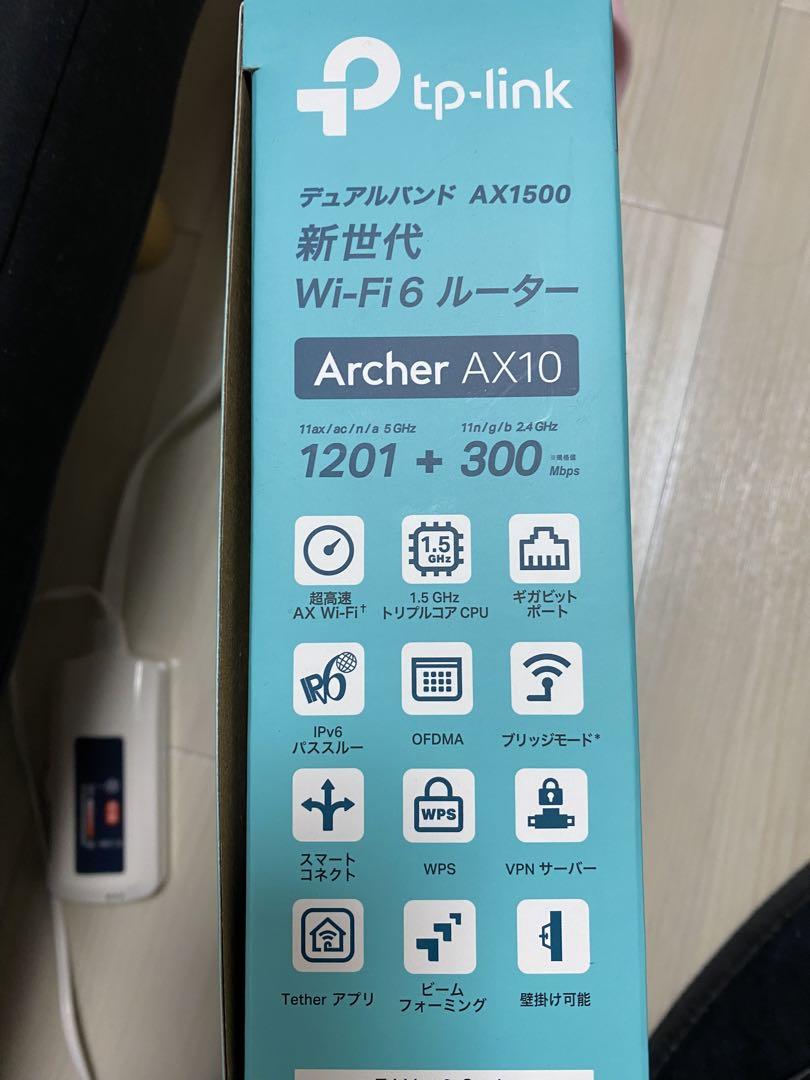 tp-link
デュアルバンド AX1500
新世代
Wi-Fi 6 ルーター
Archer AX10
11ax/ac/n/a 5GHz 11n/g/b 2.4GHz
1201 + 300 ※規格値 Mbps
1.5 GHz
超高速 AX Wi-Fi†
1.5 GHz トリプルコア CPU
ギガビット ポート
IPv6
IPv6 パススルー
OFDMA
ブリッジモード*
WPS
スマート コネクト
WPS
VPN サーバー
Tether アプリ
ビーム フォーミング
壁掛け可能